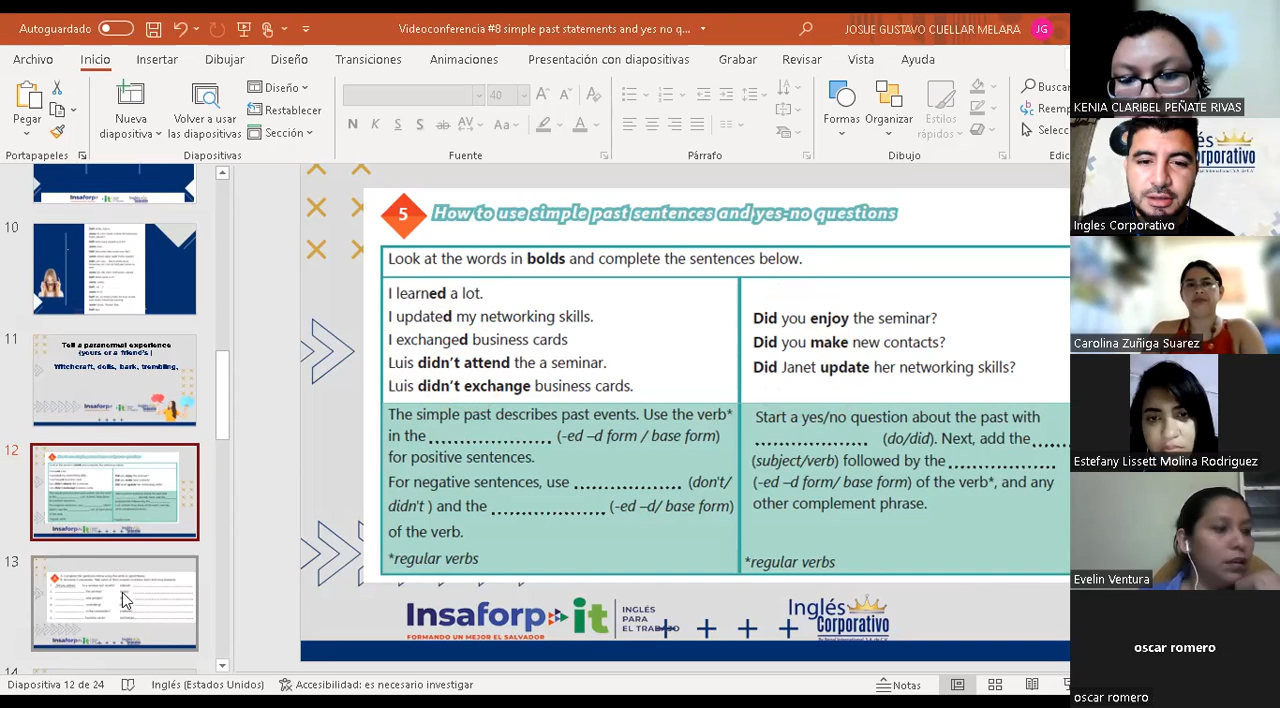 Autoguardado
Videoconferencia #8 simple past statements and yes no q...
JOSUE GUSTAVO CUELLAR MELARA
JG
Archivo Inicio Insertar Dibujar Diseño Transiciones Animaciones Presentación con diapositivas Grabar Revisar Vista Ayuda
Pegar
Nueva diapositiva
Volver a usar las diapositivas
Diseño
Restablecer
Sección
40
N K S S ab AV Aa A
Formas
Organizar
Estilos rápidos
Buscar
Reemp
Selecc
Portapapeles Diapositivas Fuente Párrafo Dibujo Edic
10
11
Tell a paranormal experience
(yours or a friend's )
Witchcraft, dolls, bark, trembling,
12
13
14
5 How to use simple past sentences and yes-no questions
Look at the words in bolds and complete the sentences below.
I learned a lot.
I updated my networking skills.
I exchanged business cards
Luis didn't attend the a seminar.
Luis didn't exchange business cards.
Did you enjoy the seminar?
Did you make new contacts?
Did Janet update her networking skills?
The simple past describes past events. Use the verb*
in the .................... (-ed –d form / base form)
for positive sentences.
For negative sentences, use .................... (don't/
didn't ) and the .................... (-ed –d/ base form)
of the verb.
*regular verbs
Start a yes/no question about the past with
.................... (do/did). Next, add the ......
(subject/verb) followed by the ....................
(-ed –d form/ base form) of the verb*, and any
other complement phrase.
*regular verbs
Insaforp it
FORMANDO UN MEJOR EL SALVADOR
INGLÉS
PARA
EL TRABAJO
Inglés
Corporativo
Diapositiva 12 de 24
Inglés (Estados Unidos)
Accesibilidad: es necesario investigar
Notas
KENIA CLARIBEL PEÑATE RIVAS
Ingles Corporativo
Carolina Zuñiga Suarez
Estefany Lissett Molina Rodriguez
Evelin Ventura
oscar romero
oscar romero